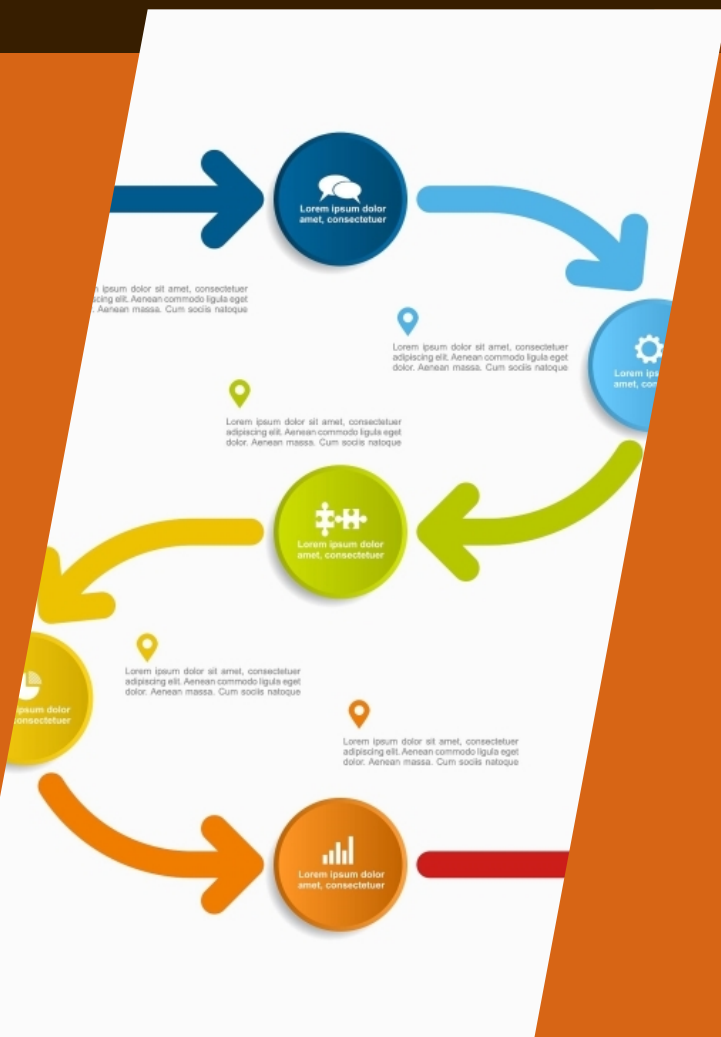 Lorem ipsum dolor
amet, consectetuer
ipsum dolor sit amet, consectetuer
elit. Aenean commodo ligula eget
Aenean massa. Cum sociis natoque
Lorem ipsum dolor sit amet, consectetuer
adipiscing elit. Aenean commodo ligula eget
dolor. Aenean massa. Cum sociis natoque
Lorem
amet,
Lorem ipsum dolor sit amet, consectetuer
adipiscing elit. Aenean commodo ligula eget
dolor. Aenean massa. Cum sociis natoque
Lorem ipsum dolor
amet, consectetuer
Lorem ipsum dolor sit amet, consectetuer
adipiscing elit. Aenean commodo ligula eget
dolor. Aenean massa. Cum sociis natoque
ipsum dolor
consectetuer
Lorem ipsum dolor sit amet, consectetuer
adipiscing elit. Aenean commodo ligula eget
dolor. Aenean massa. Cum sociis natoque
Lorem ipsum dolor
amet, consectetuer